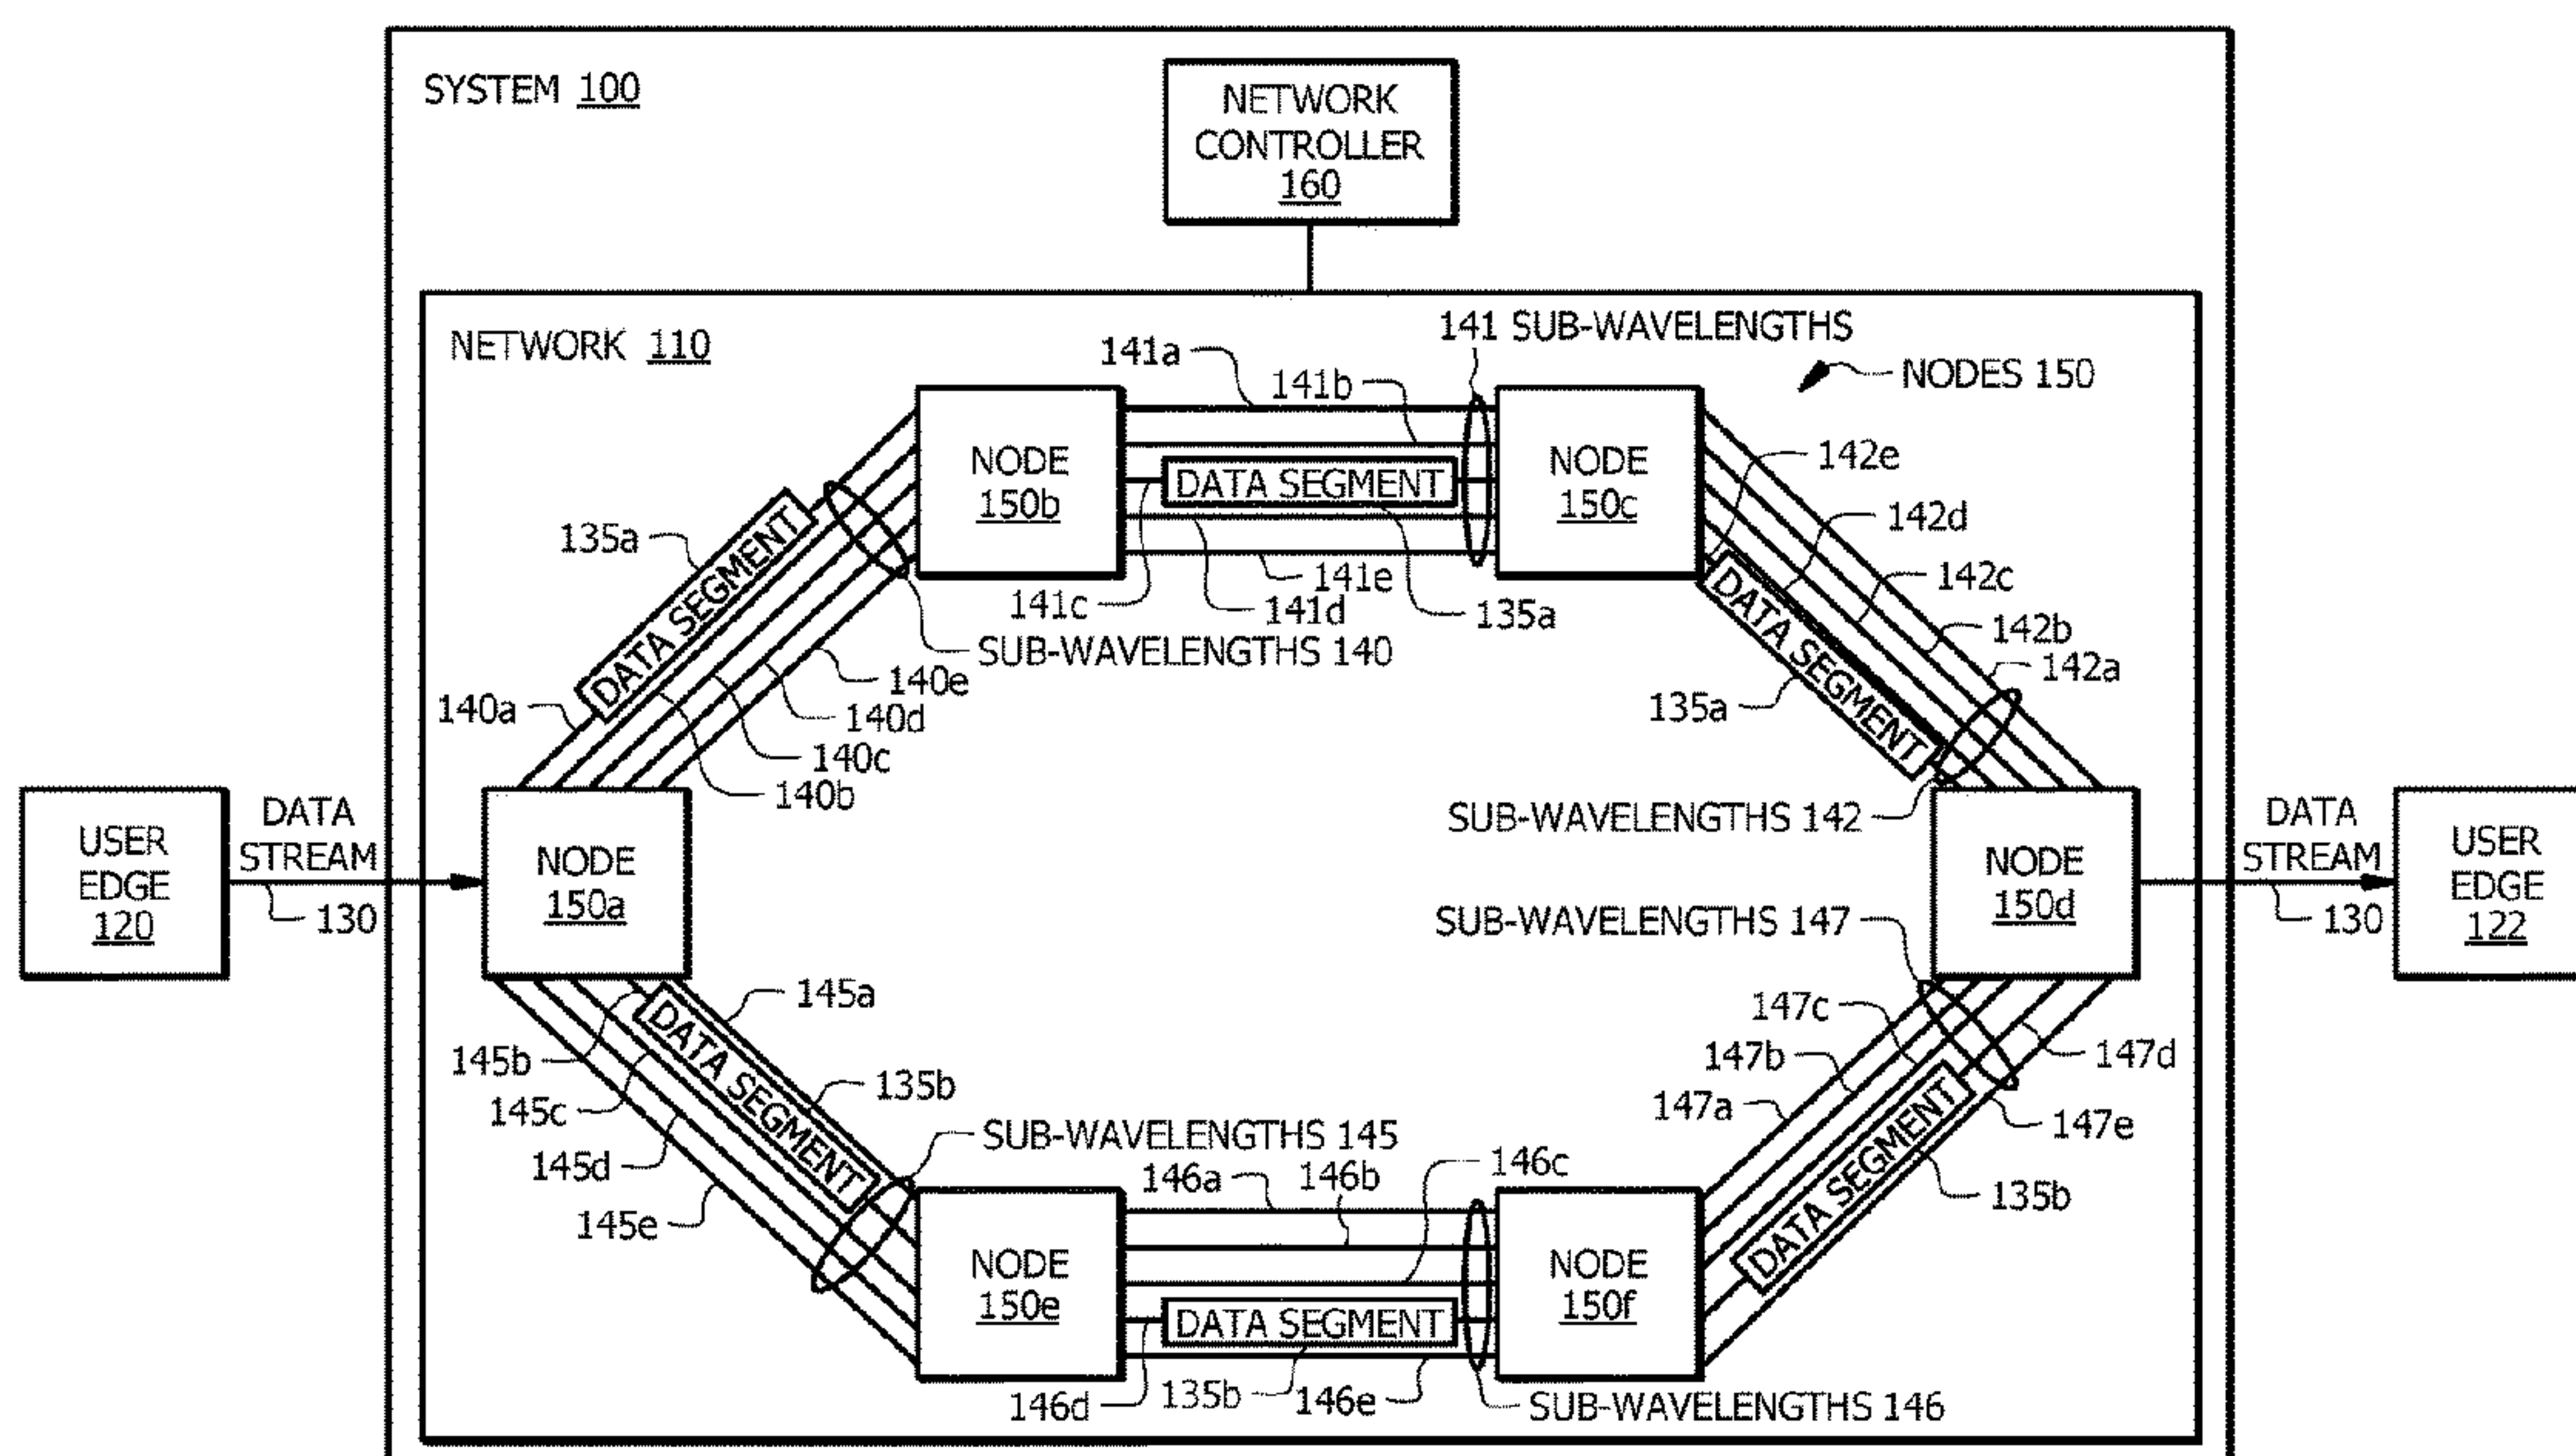 SYSTEM 100
NETWORK
CONTROLLER
160
NETWORK 110
141 SUB-WAVELENGTHS
141a
141b
NODES 150
NODE
150b
DATA SEGMENT
NODE
150c
142e
142d
142c
142b
142a
135a
DATA SEGMENT
141c
141d
141e
135a
SUB-WAVELENGTHS 140
140a
140e
140d
140c
140b
135a
DATA SEGMENT
SUB-WAVELENGTHS 142
USER
EDGE
120
DATA
STREAM
130
NODE
150a
NODE
150d
DATA
STREAM
130
USER
EDGE
122
SUB-WAVELENGTHS 147
145a
145b
145c
145d
145e
DATA SEGMENT
135b
SUB-WAVELENGTHS 145
147c
147b
147a
147d
147e
DATA SEGMENT
135b
146a
146b
146c
NODE
150e
DATA SEGMENT
NODE
150f
146d
135b
146e
SUB-WAVELENGTHS 146